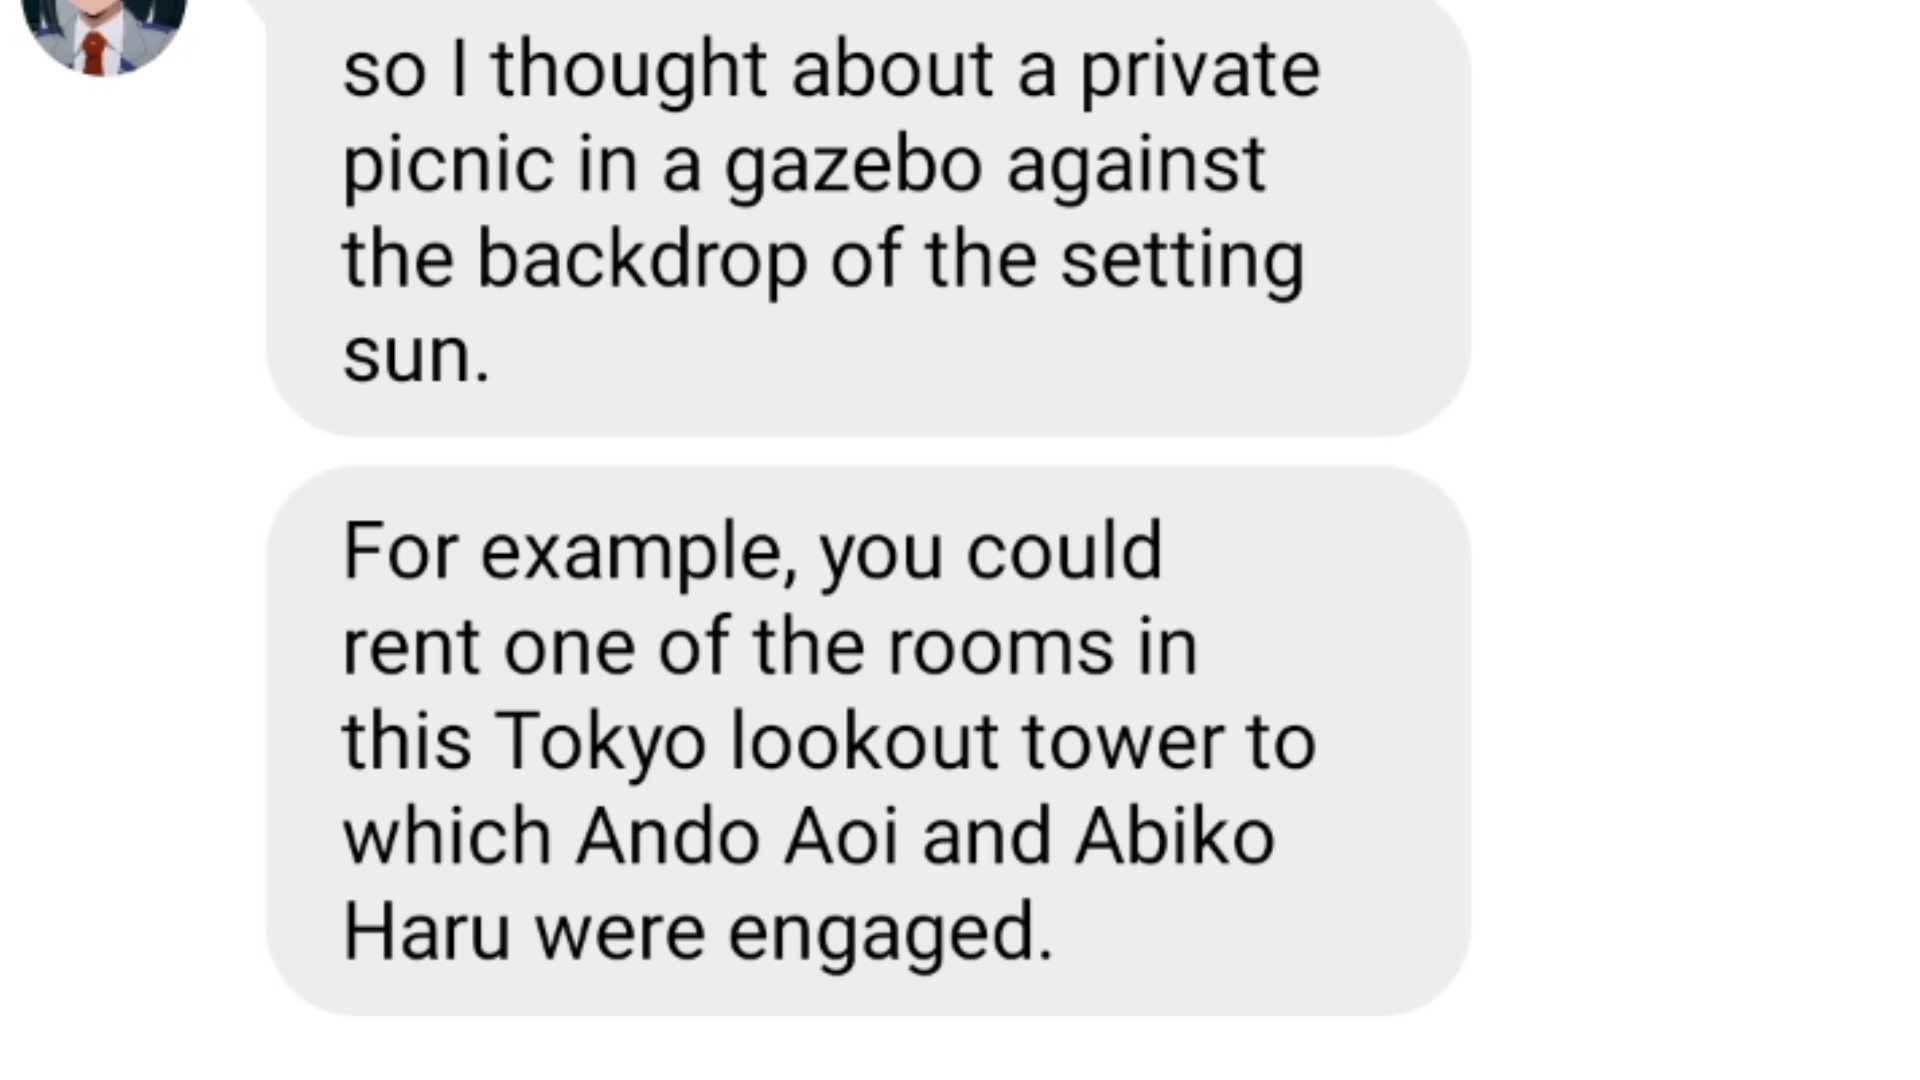 so I thought about a private
picnic in a gazebo against
the backdrop of the setting
sun.
For example, you could
rent one of the rooms in
this Tokyo lookout tower to
which Ando Aoi and Abiko
Haru were engaged.